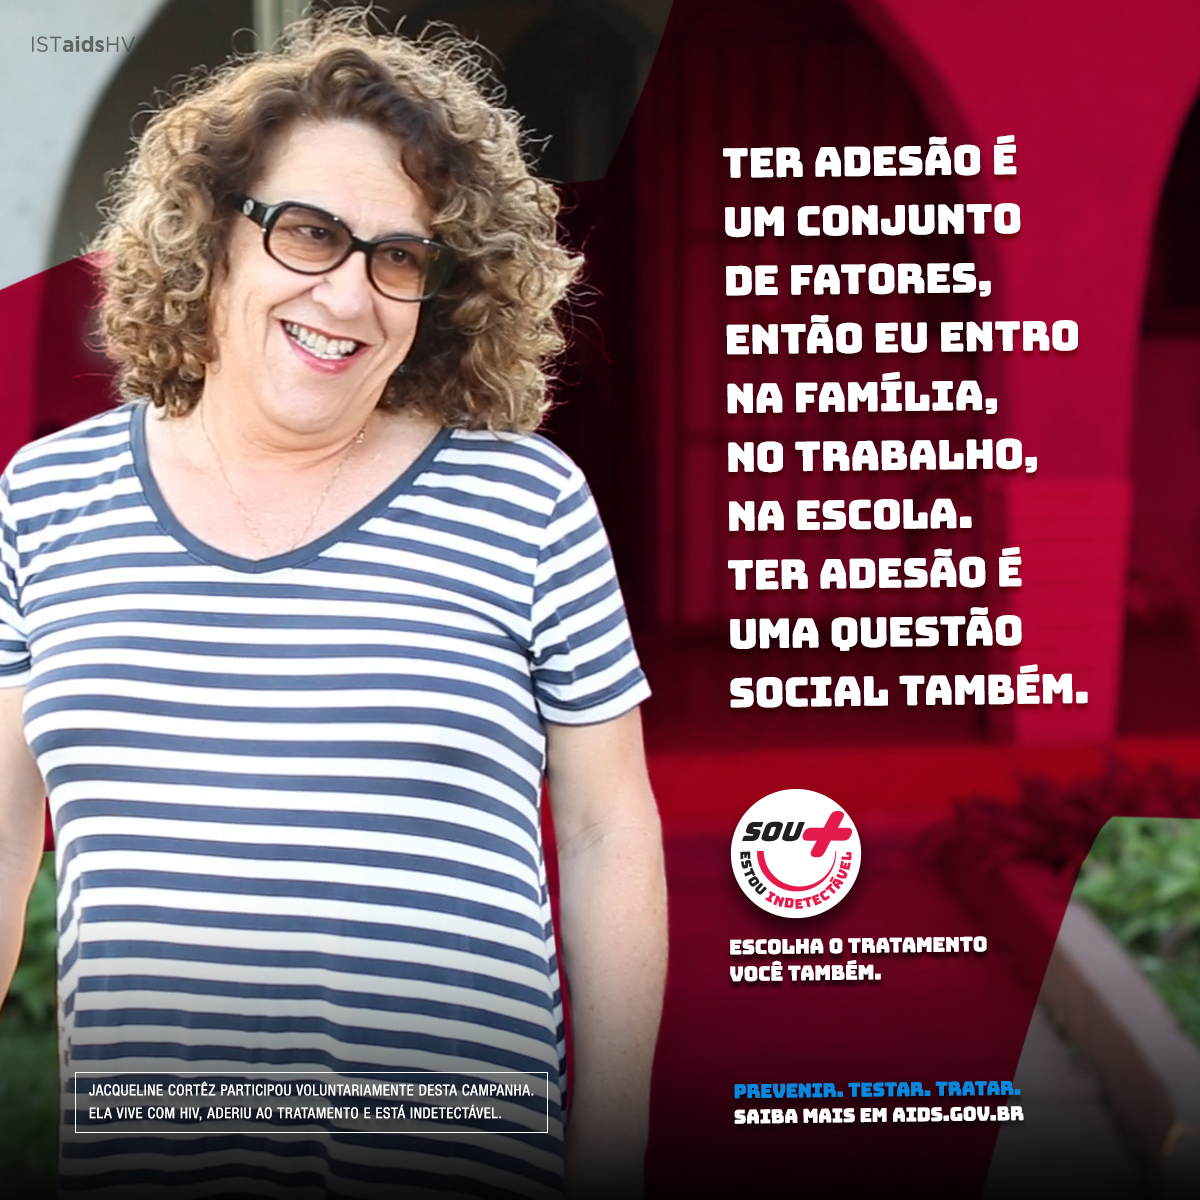 ISTaidsHV
TER ADESÃO É
UM CONJUNTO
DE FATORES,
ENTÃO EU ENTRO
NA FAMÍLIA,
NO TRABALHO,
NA ESCOLA.
TER ADESÃO É
UMA QUESTÃO
SOCIAL TAMBÉM.
SOU+
ESTOU INDETECTÁVEL
ESCOLHA O TRATAMENTO
VOCÊ TAMBÉM.
JACQUELINE CORTÊZ PARTICIPOU VOLUNTARIAMENTE DESTA CAMPANHA.
ELA VIVE COM HIV, ADERIU AO TRATAMENTO E ESTÁ INDETECTÁVEL.
PREVENIR. TESTAR. TRATAR.
SAIBA MAIS EM AIDS.GOV.BR